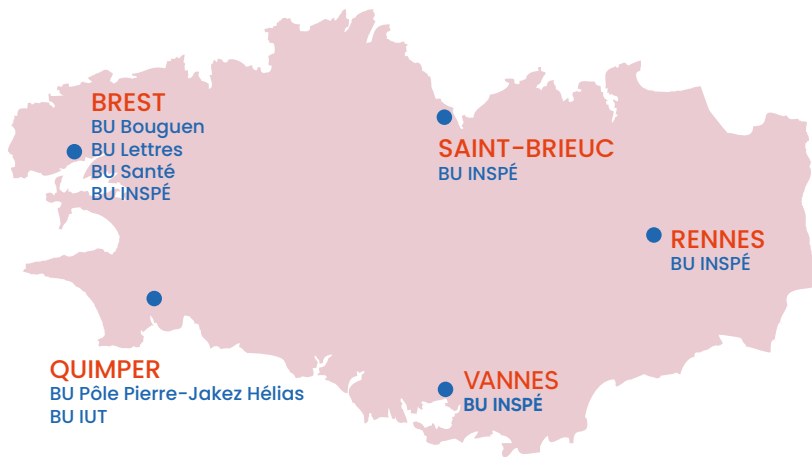 BREST
BU Bouguen
BU Lettres
BU Santé
BU INSPÉ
SAINT-BRIEUC
BU INSPÉ
RENNES
BU INSPÉ
QUIMPER
BU Pôle Pierre-Jakez Hélias
BU IUT
VANNES
BU INSPÉ